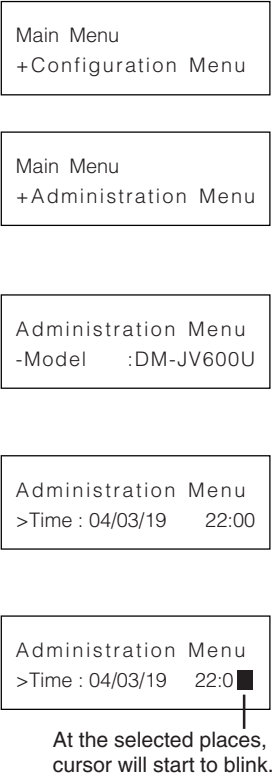 Main Menu
+Configuration Menu
Main Menu
+Administration Menu
Administration Menu
-Model :DM-JV600U
Administration Menu
>Time : 04/03/19 22:00
Administration Menu
>Time : 04/03/19 22:0
At the selected places,
cursor will start to blink.